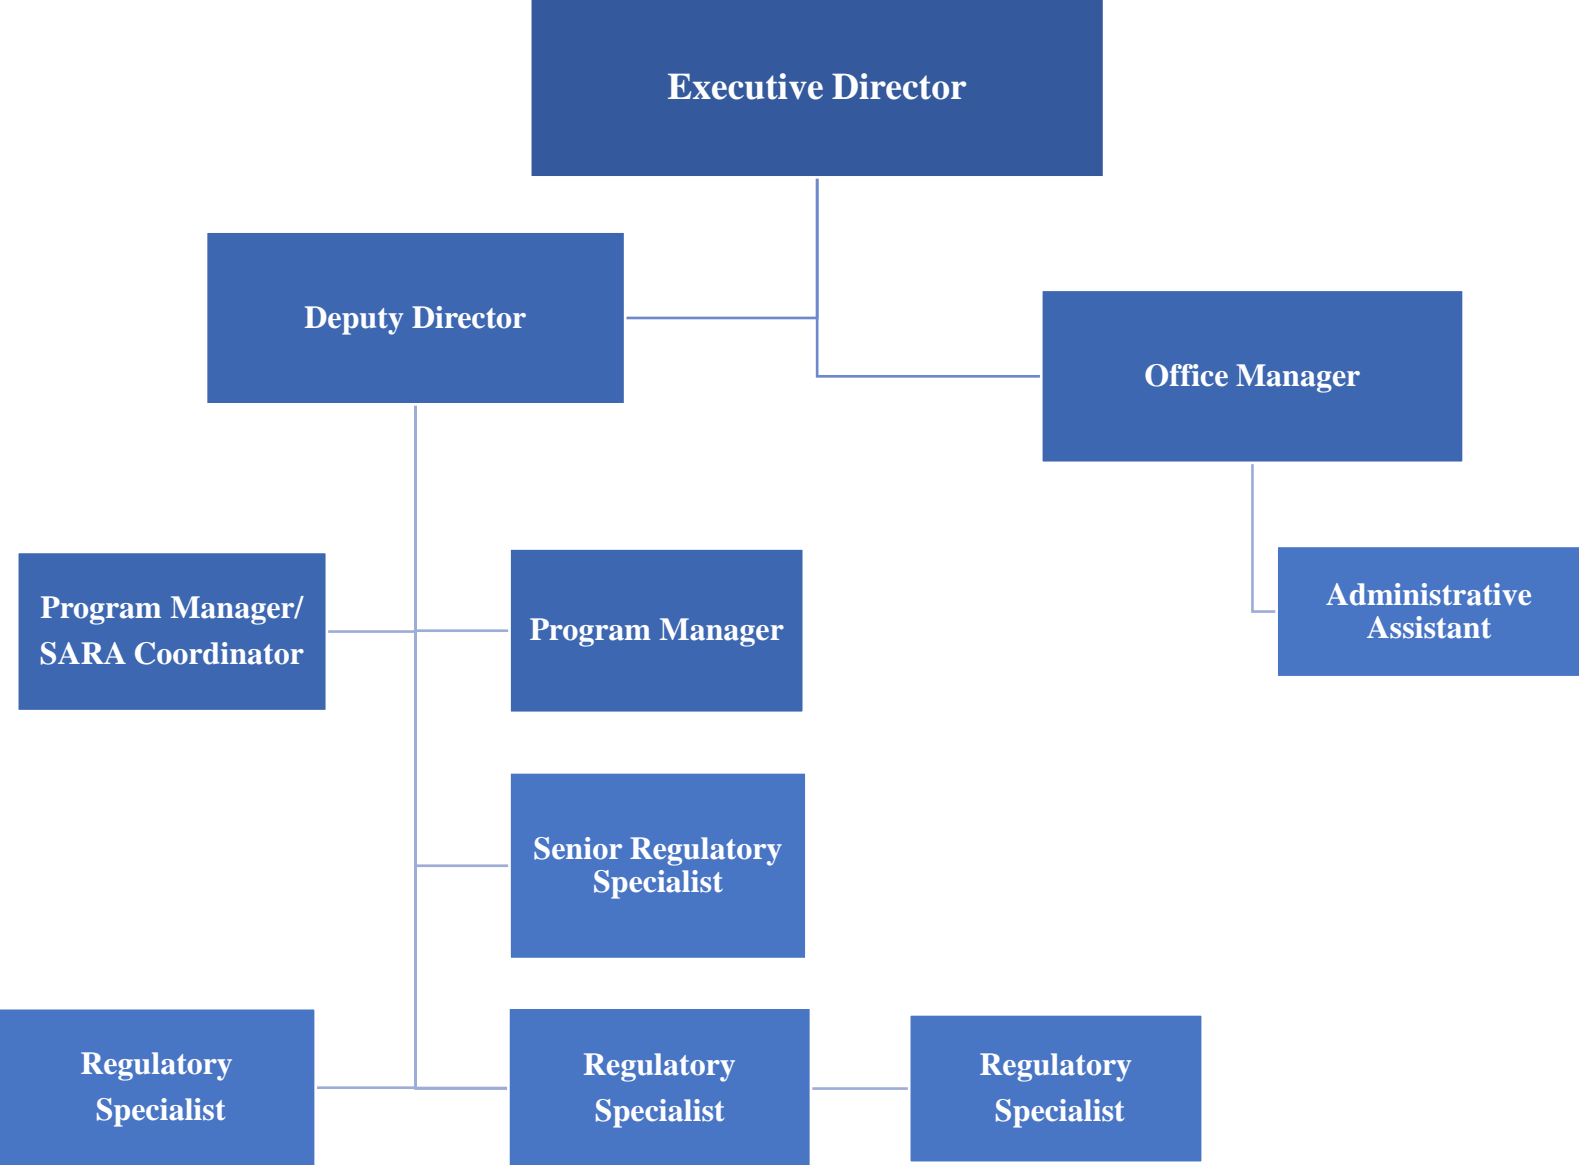 Executive Director
Deputy Director
Office Manager
Program Manager/
SARA Coordinator
Program Manager
Administrative
Assistant
Senior Regulatory
Specialist
Regulatory
Specialist
Regulatory
Specialist
Regulatory
Specialist